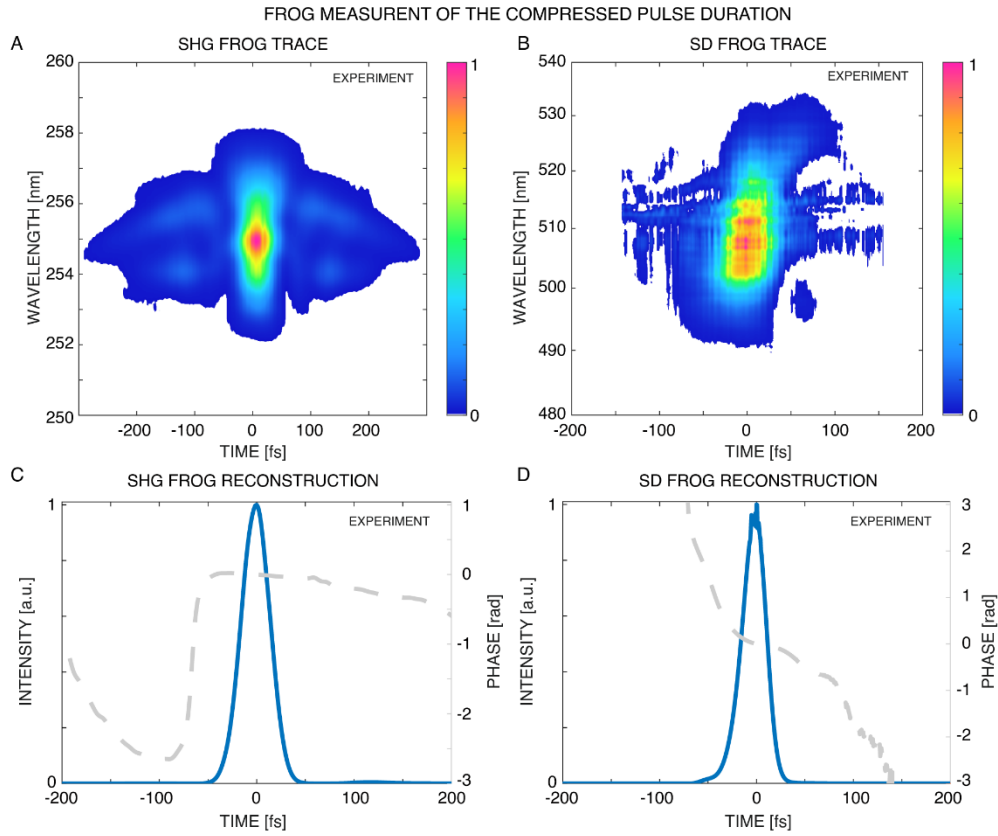 FROG MEASURENT OF THE COMPRESSED PULSE DURATION
A
SHG FROG TRACE
EXPERIMENT
WAVELENGTH [nm]
260
258
256
254
252
250
-200
-100
0
100
200
TIME [fs]
1
0
B
SD FROG TRACE
EXPERIMENT
WAVELENGTH [nm]
540
530
520
510
500
490
480
-200
-100
0
100
200
TIME [fs]
1
0
C
SHG FROG RECONSTRUCTION
EXPERIMENT
INTENSITY [a.u.]
1
0
PHASE [rad]
1
0
-1
-2
-3
-200
-100
0
100
200
TIME [fs]
D
SD FROG RECONSTRUCTION
EXPERIMENT
INTENSITY [a.u.]
1
0
PHASE [rad]
3
2
1
0
-1
-2
-3
-200
-100
0
100
200
TIME [fs]